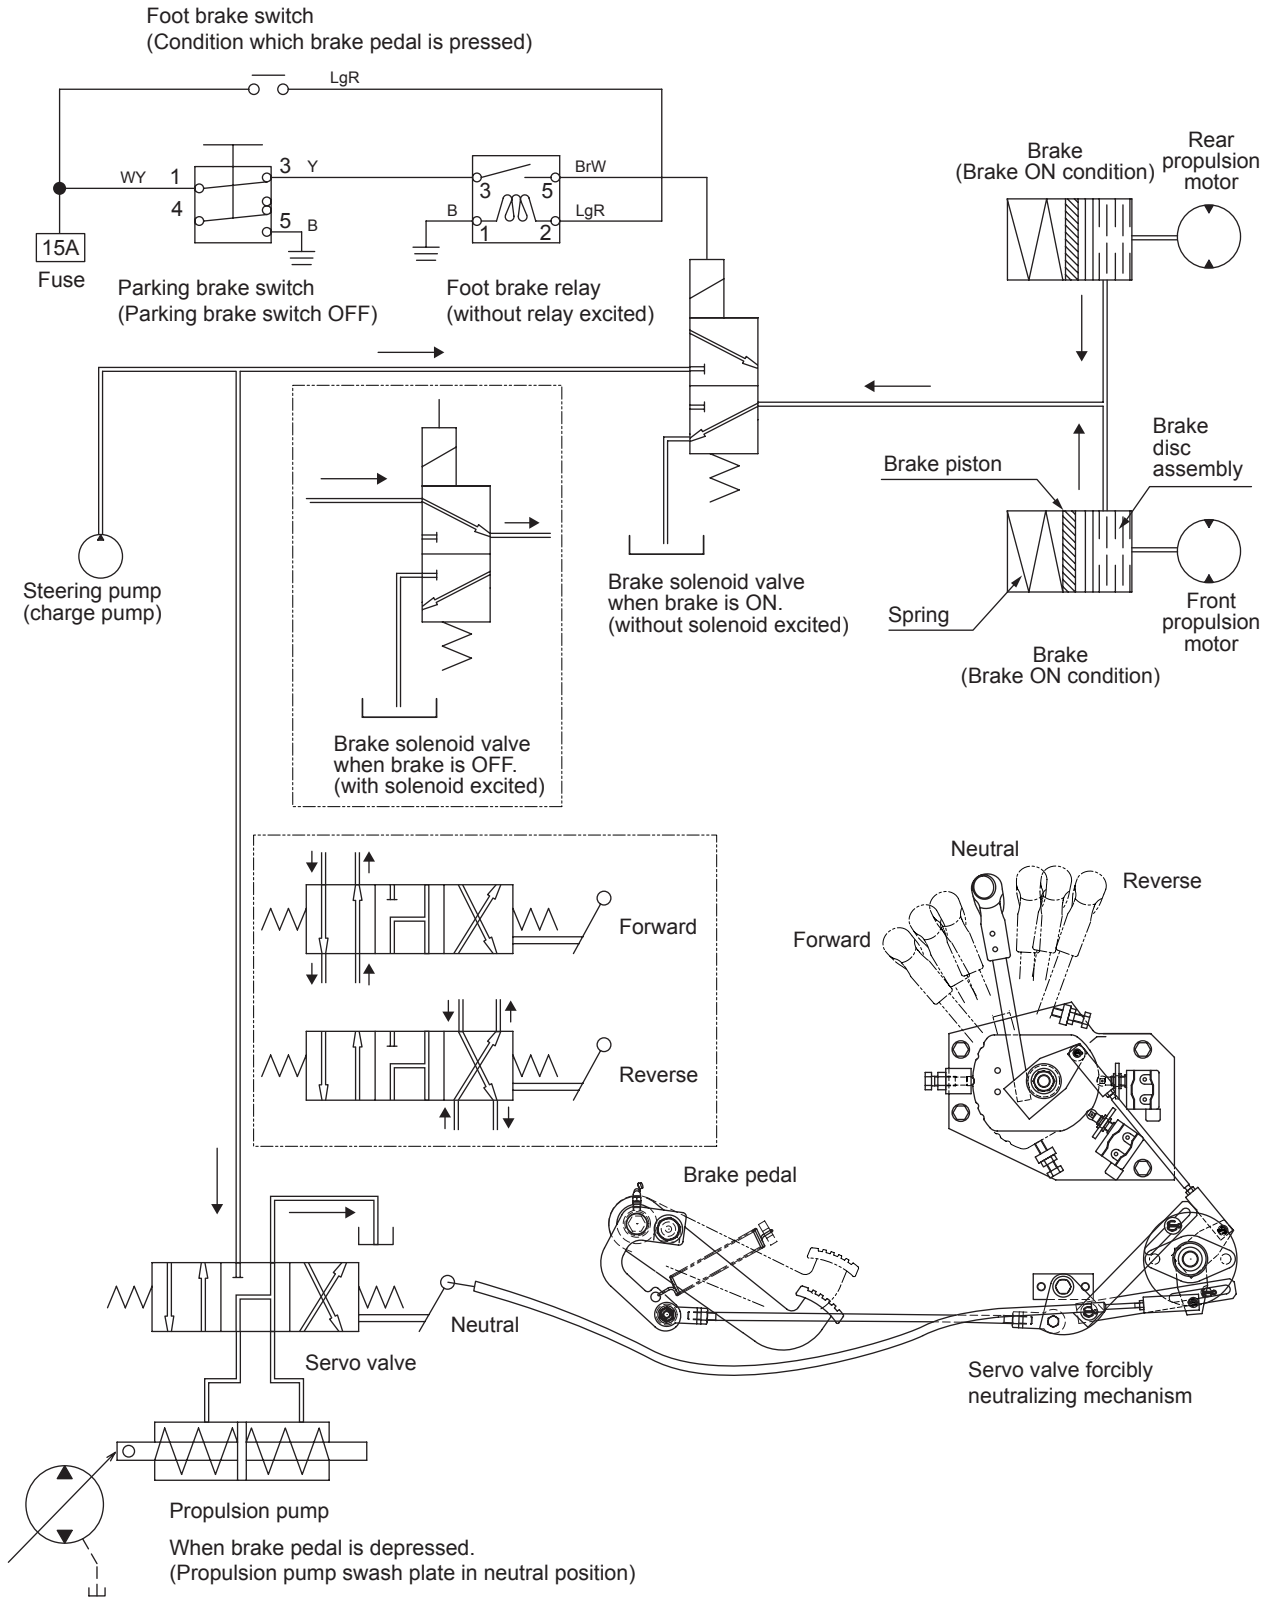 Foot brake switch
(Condition which brake pedal is pressed)
LgR
WY
1
3
Y
4
5
B
15A
Fuse
Parking brake switch
(Parking brake switch OFF)
B
3
5
BrW
1
2
LgR
Foot brake relay
(without relay excited)
Brake
(Brake ON condition)
Rear
propulsion
motor
Brake piston
Brake
disc
assembly
Spring
Front
propulsion
motor
Brake
(Brake ON condition)
Steering pump
(charge pump)
Brake solenoid valve
when brake is ON.
(without solenoid excited)
Brake solenoid valve
when brake is OFF.
(with solenoid excited)
Forward
Reverse
Neutral
Reverse
Forward
Brake pedal
Neutral
Servo valve
Servo valve forcibly
neutralizing mechanism
Propulsion pump
When brake pedal is depressed.
(Propulsion pump swash plate in neutral position)